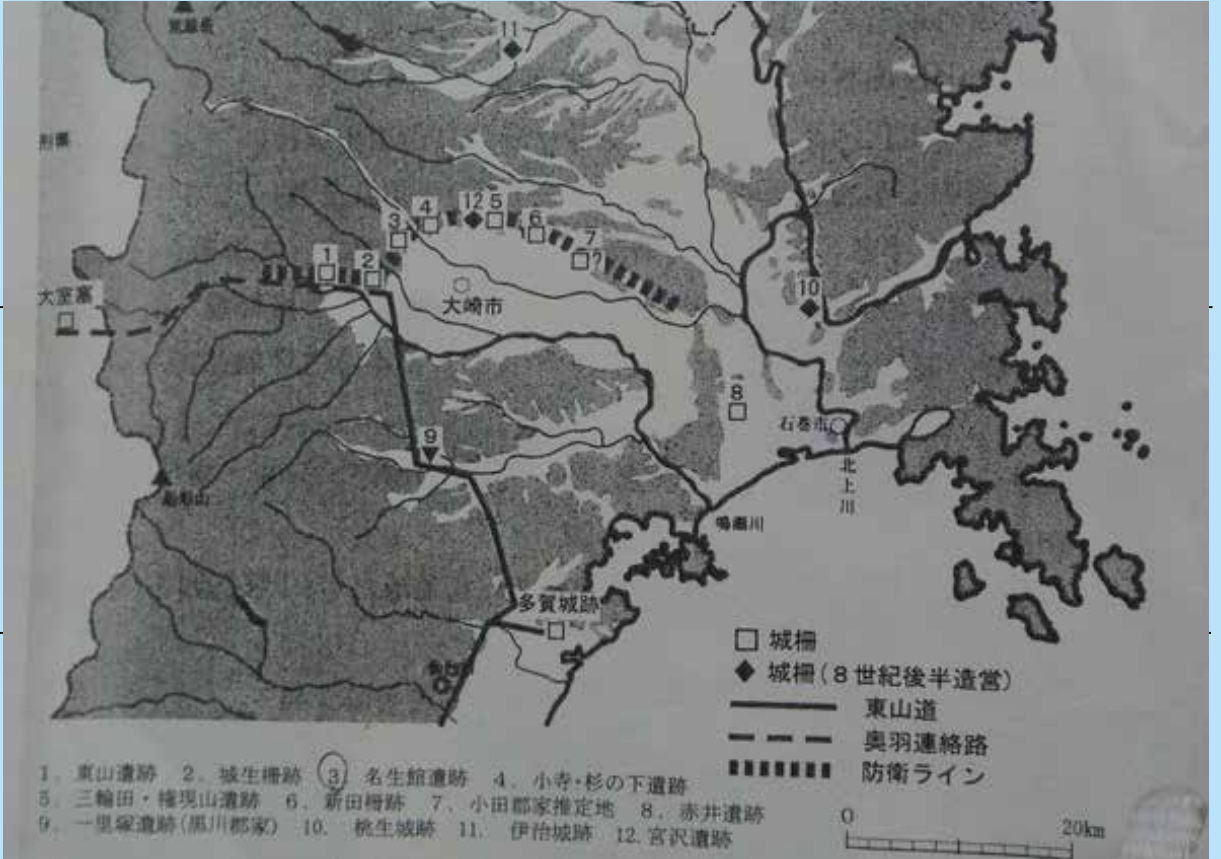 11
3
4
12
5
6
7
?
1
2
大室塞
大崎市
10
8
石巻市
9
北上川
鳴瀬川
多賀城跡
城柵
城柵(8世紀後半造営)
東山道
奥羽連絡路
防衛ライン
1. 東山遺跡 2. 城生柵跡 3. 名生館遺跡 4. 小寺・杉の下遺跡
5. 三輪田・権現山遺跡 6. 新田柵跡 7. 小田郡家推定地 8. 赤井遺跡
9. 一里塚遺跡(黒川郡家) 10. 桃生城跡 11. 伊治城跡 12. 宮沢遺跡
0 20km